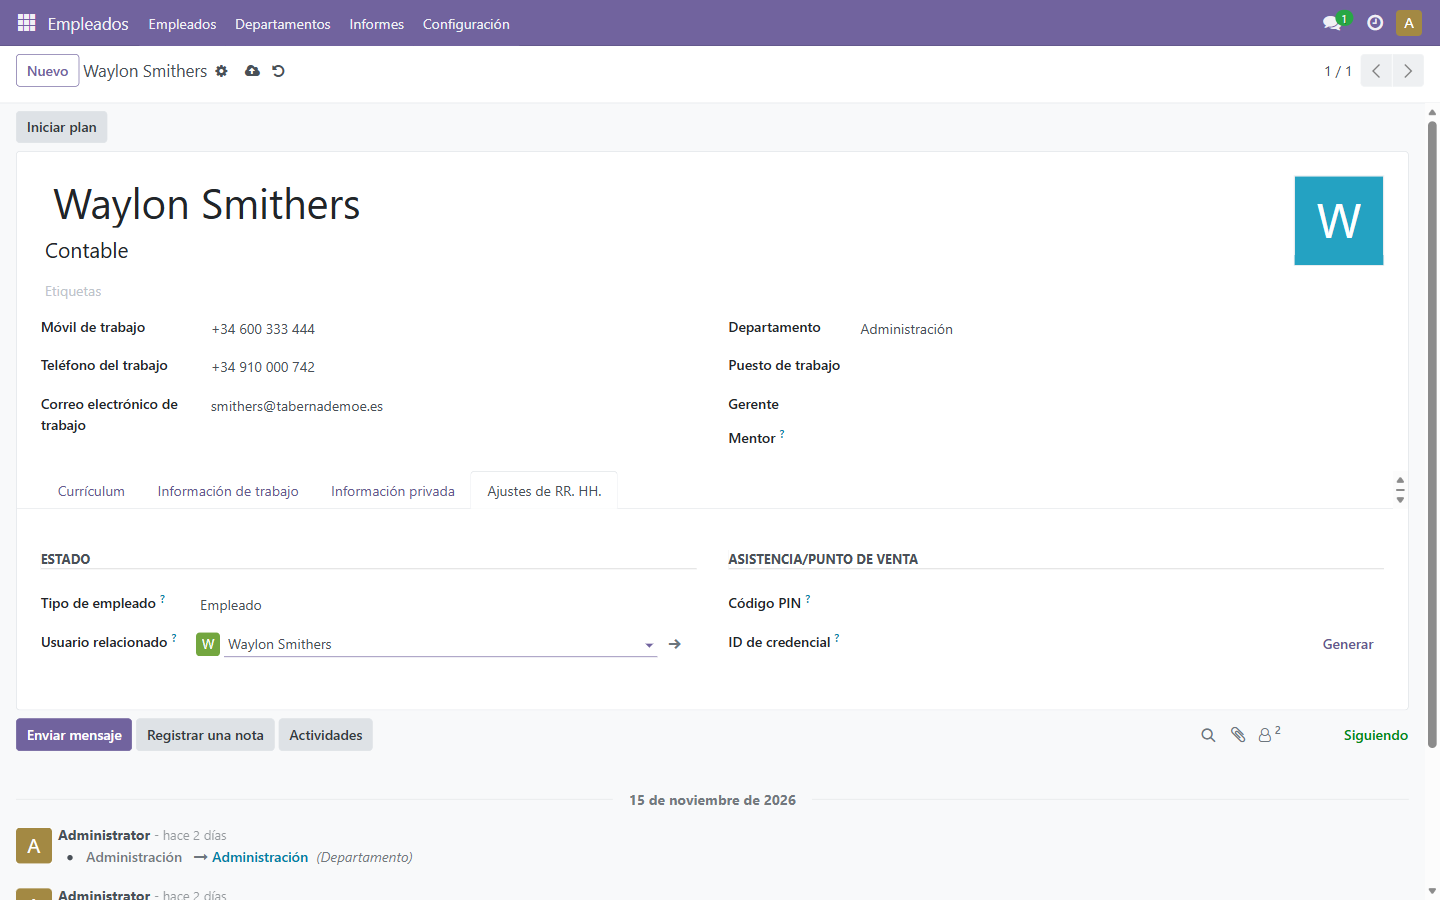 Empleados Empleados Departamentos Informes Configuración 1 A
Nuevo Waylon Smithers 1 / 1
Iniciar plan
Waylon Smithers
W
Contable
Etiquetas
Móvil de trabajo +34 600 333 444 Departamento Administración
Teléfono del trabajo +34 910 000 742 Puesto de trabajo
Correo electrónico de trabajo smithers@tabernademoe.es Gerente
Mentor ?
Currículum Información de trabajo Información privada Ajustes de RR. HH.
ESTADO ASISTENCIA/PUNTO DE VENTA
Tipo de empleado ? Empleado Código PIN ?
Usuario relacionado ? W Waylon Smithers ID de credencial ? Generar
Enviar mensaje Registrar una nota Actividades 2 Siguiendo
15 de noviembre de 2026
A Administrator - hace 2 días
• Administración → Administración (Departamento)
Administrator - hace 2 días